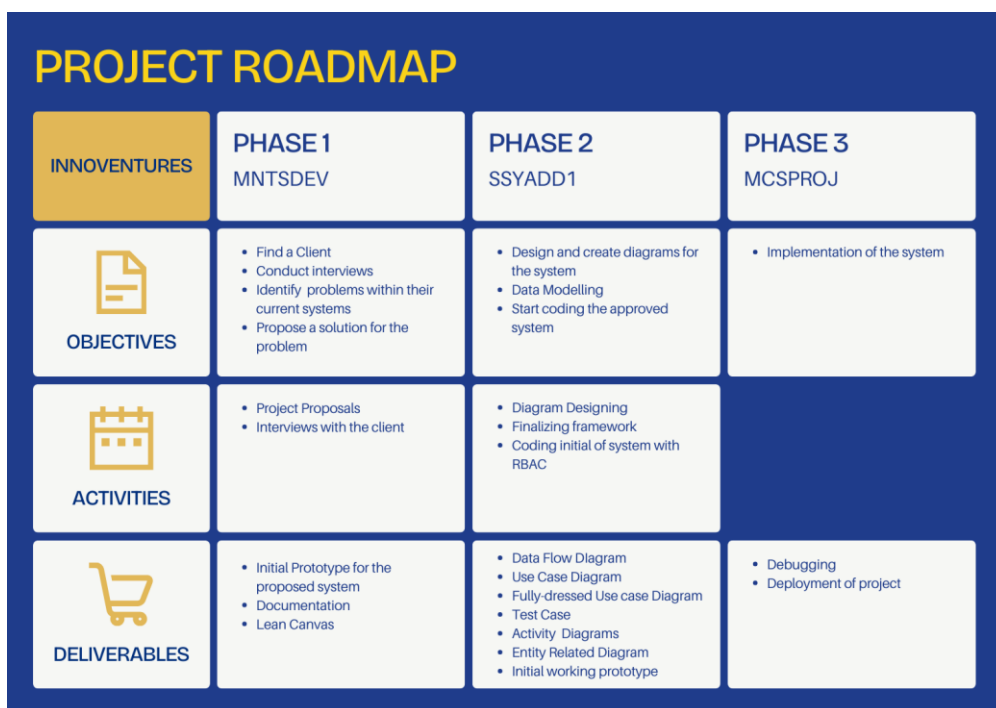 PROJECT ROADMAP
INNOVENTURES
PHASE 1
MNTSDEV
PHASE 2
SSYADD1
PHASE 3
MCSPROJ
OBJECTIVES
• Find a Client
• Conduct interviews
• Identify problems within their
current systems
• Propose a solution for the
problem
• Design and create diagrams for
the system
• Data Modelling
• Start coding the approved
system
• Implementation of the system
ACTIVITIES
• Project Proposals
• Interviews with the client
• Diagram Designing
• Finalizing framework
• Coding initial of system with
RBAC
DELIVERABLES
• Initial Prototype for the
proposed system
• Documentation
• Lean Canvas
• Data Flow DIagram
• Use Case Diagram
• Fully-dressed Use case Diagram
• Test Case
• Activity Diagrams
• Entity Related Diagram
• Initial working prototype
• Debugging
• Deployment of project